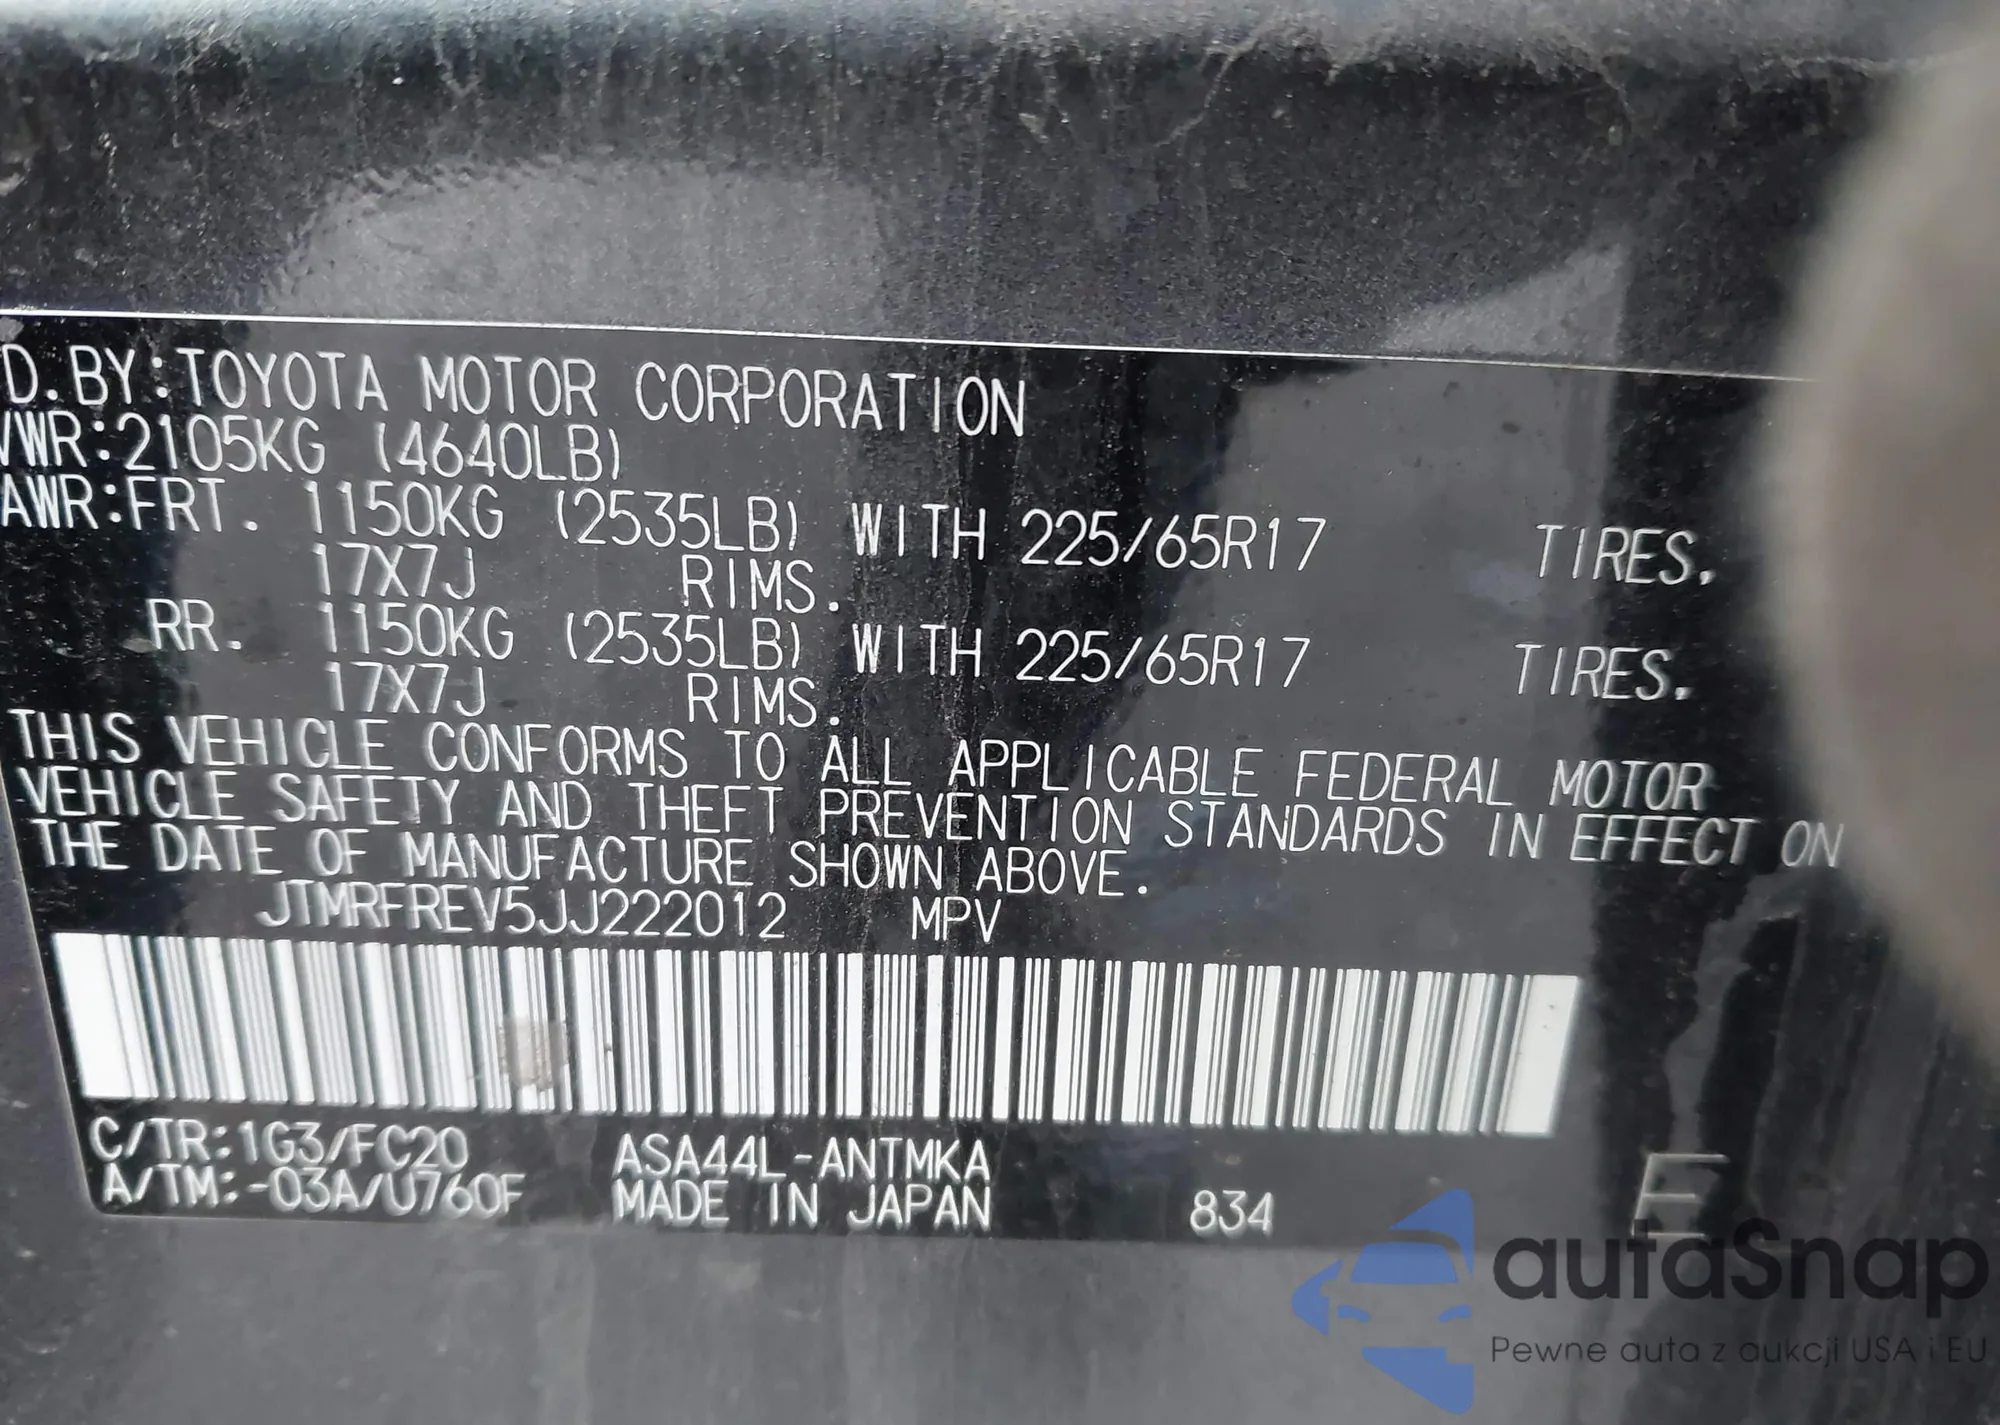 D. BY:TOYOTA MOTOR CORPORATION
VWR:2105KG (4640LB)
AWR:FRT. 1150KG (2535LB) WITH 225/65R17 TIRES.
17X7J RIMS.
RR. 1150KG (2535LB) WITH 225/65R17 TIRES.
17X7J RIMS.
THIS VEHICLE CONFORMS TO ALL APPLICABLE FEDERAL MOTOR
VEHICLE SAFETY AND THEFT PREVENTION STANDARDS IN EFFECT ON
THE DATE OF MANUFACTURE SHOWN ABOVE.
JTMRFREV5JJ222012 MPV
C/TR:1G3/FC20 ASA44L-ANTMKA
A/TM:-03A/U760F MADE IN JAPAN 834
E
autaSnap
Pewne auta z aukcji USA i EU